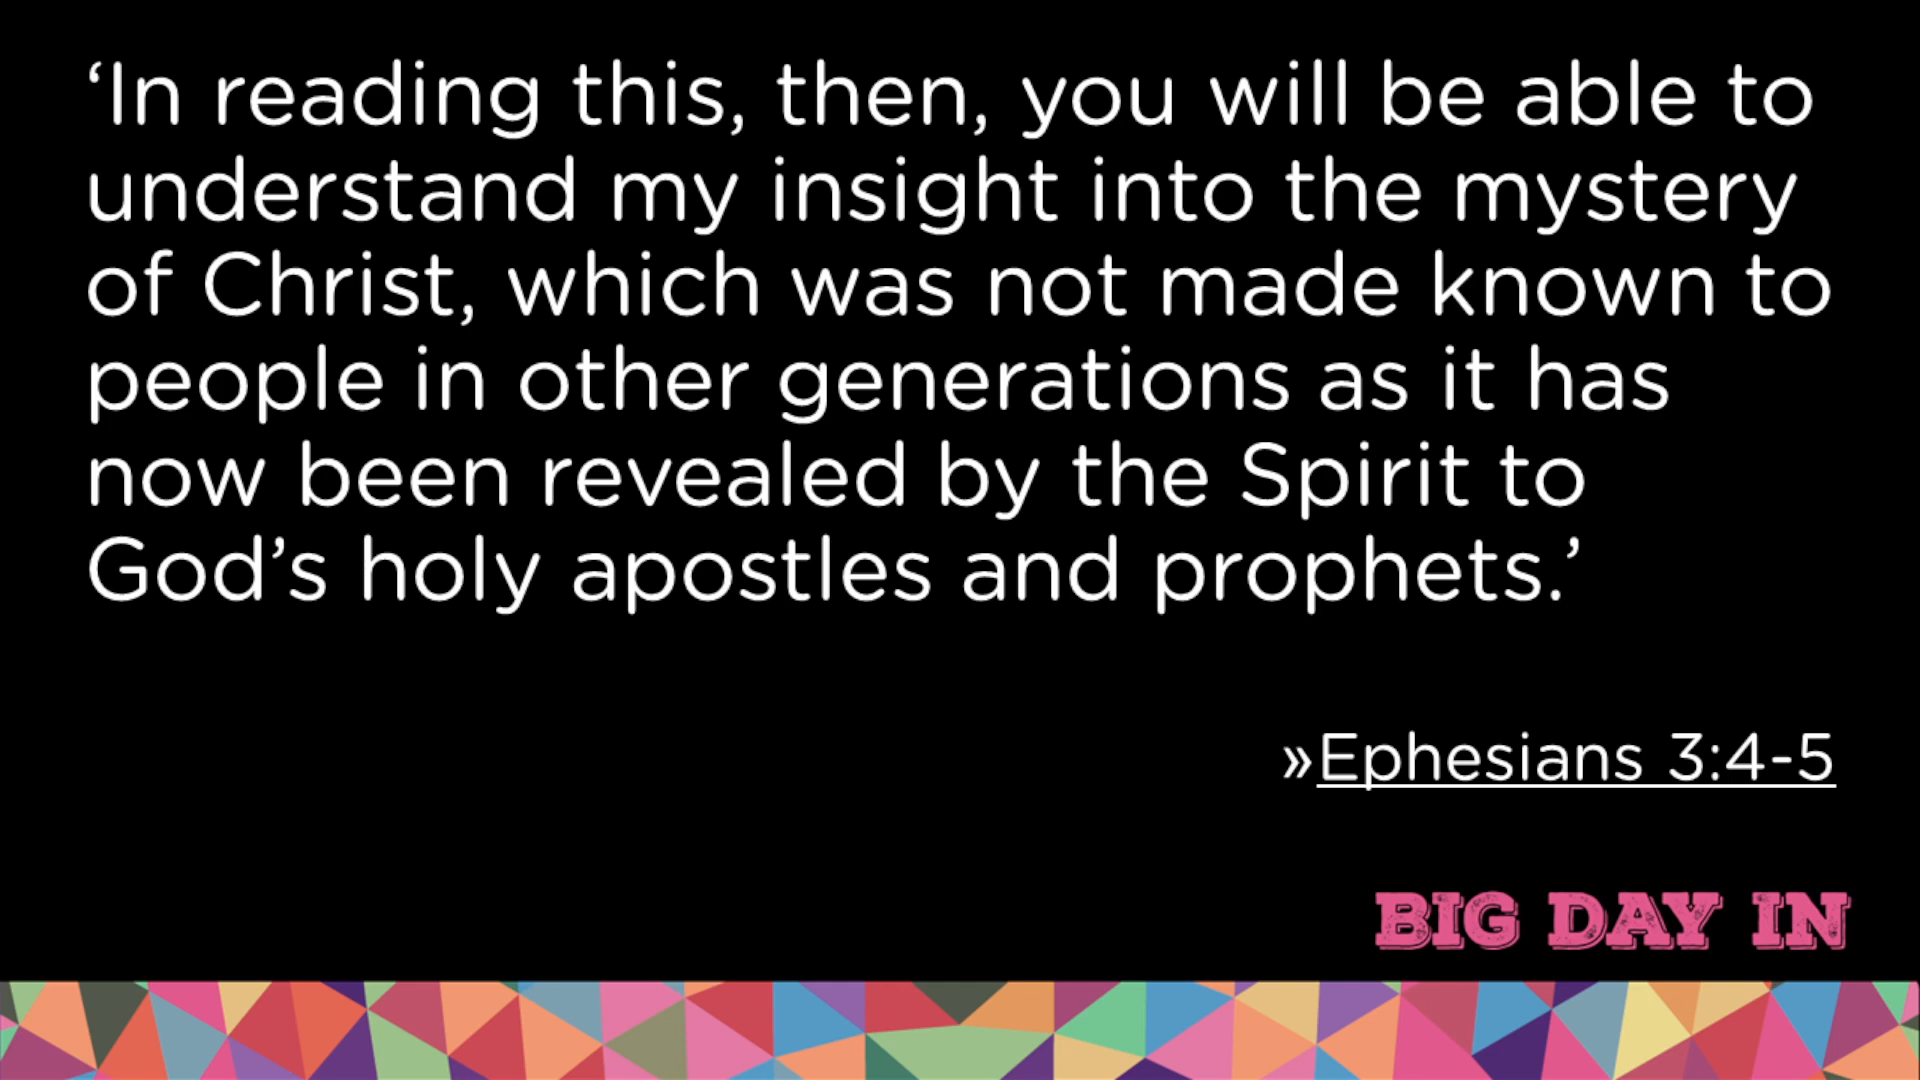 ‘In reading this, then, you will be able to
understand my insight into the mystery
of Christ, which was not made known to
people in other generations as it has
now been revealed by the Spirit to
God’s holy apostles and prophets.’
»Ephesians 3:4-5
BIG DAY IN